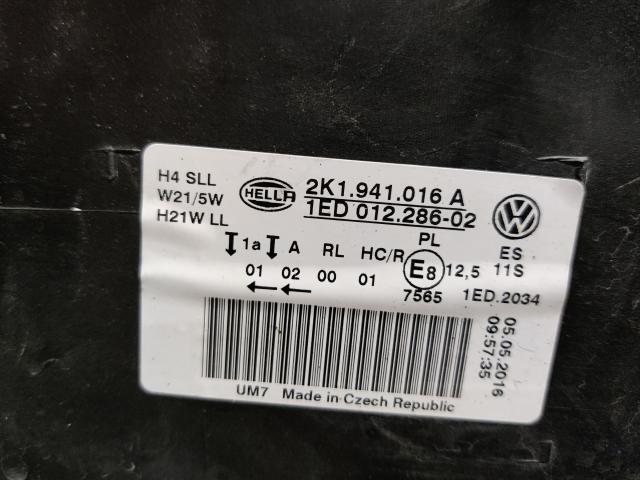 H4 SLL
W21/5W
H21W LL
HELLA
2K1.941.016 A
1ED 012.286-02
1a A RL HC/R PL ES
01 02 00 01 E8 12,5 11S
7565 1ED.2034
05.05.2016
09:57:35
UM7 Made in Czech Republic